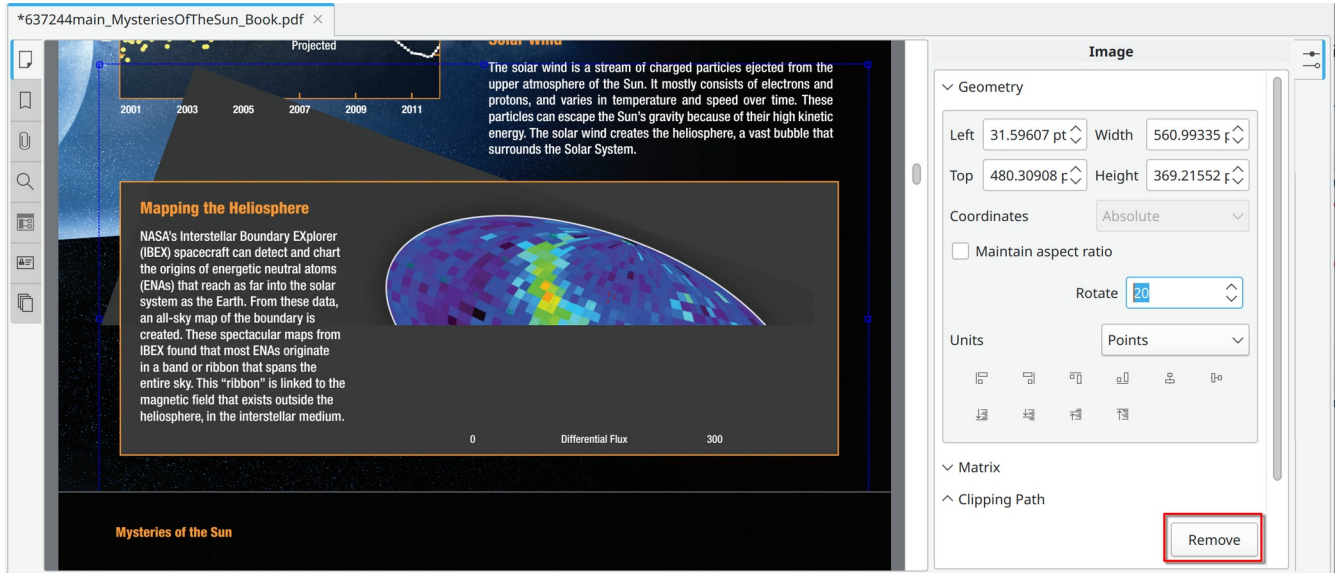 *637244main_MysteriesOfTheSun_Book.pdf
Projected
2001 2003 2005 2007 2009 2011
Solar Wind
The solar wind is a stream of charged particles ejected from the
upper atmosphere of the Sun. It mostly consists of electrons and
protons, and varies in temperature and speed over time. These
particles can escape the Sun's gravity because of their high kinetic
energy. The solar wind creates the heliosphere, a vast bubble that
surrounds the Solar System.
Mapping the Heliosphere
NASA's Interstellar Boundary EXplorer
(IBEX) spacecraft can detect and chart
the origins of energetic neutral atoms
(ENAs) that reach as far into the solar
system as the Earth. From these data,
an all-sky map of the boundary is
created. These spectacular maps from
IBEX found that most ENAs originate
in a band or ribbon that spans the
entire sky. This “ribbon” is linked to the
magnetic field that exists outside the
heliosphere, in the interstellar medium.
0 Differential Flux 300
Mysteries of the Sun
Image
Geometry
Left 31.59607 pt Width 560.99335 p
Top 480.30908 p Height 369.21552 p
Coordinates Absolute
Maintain aspect ratio
Rotate 20
Units Points
Matrix
Clipping Path
Remove